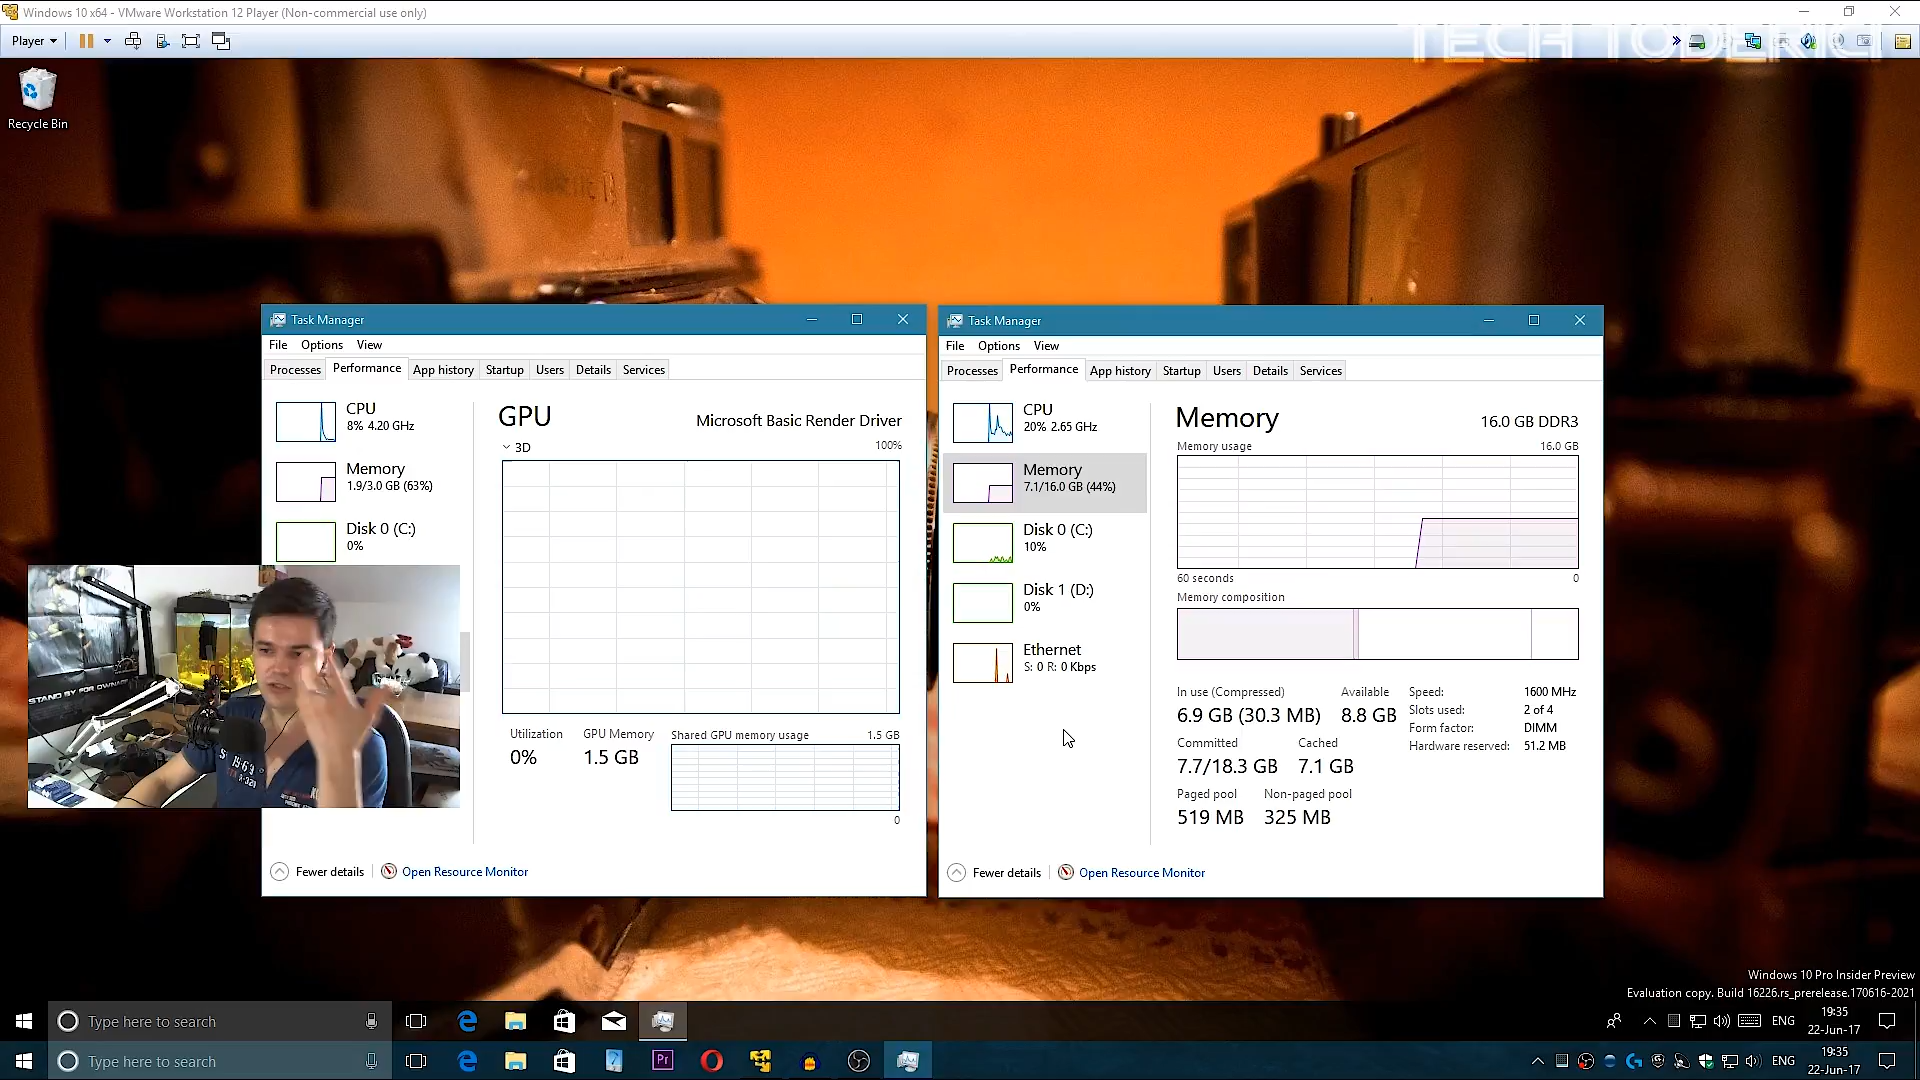 Windows 10 x64 - VMware Workstation 12 Player (Non-commercial use only)
Player
TECH TODERICI
Recycle Bin
Task Manager
File Options View
Processes Performance App history Startup Users Details Services
CPU
8% 4.20 GHz
Memory
1.9/3.0 GB (63%)
Disk 0 (C:)
0%
GPU
Microsoft Basic Render Driver
3D
100%
Utilization
0%
GPU Memory
1.5 GB
Shared GPU memory usage
1.5 GB
0
Fewer details
Open Resource Monitor
Task Manager
File Options View
Processes Performance App history Startup Users Details Services
CPU
20% 2.65 GHz
Memory
7.1/16.0 GB (44%)
Disk 0 (C:)
10%
Disk 1 (D:)
0%
Ethernet
S: 0 R: 0 Kbps
Memory
16.0 GB DDR3
Memory usage
16.0 GB
60 seconds
0
Memory composition
In use (Compressed)
6.9 GB (30.3 MB)
Available
8.8 GB
Committed
7.7/18.3 GB
Cached
7.1 GB
Paged pool
519 MB
Non-paged pool
325 MB
Speed: 1600 MHz
Slots used: 2 of 4
Form factor: DIMM
Hardware reserved: 51.2 MB
Fewer details
Open Resource Monitor
STAND BY FOR OWNAGE
S 1969
Windows 10 Pro Insider Preview
Evaluation copy. Build 16226.rs_prerelease.170616-2021
Type here to search
ENG
19:35
22-Jun-17
Type here to search
Pr
ENG
19:35
22-Jun-17